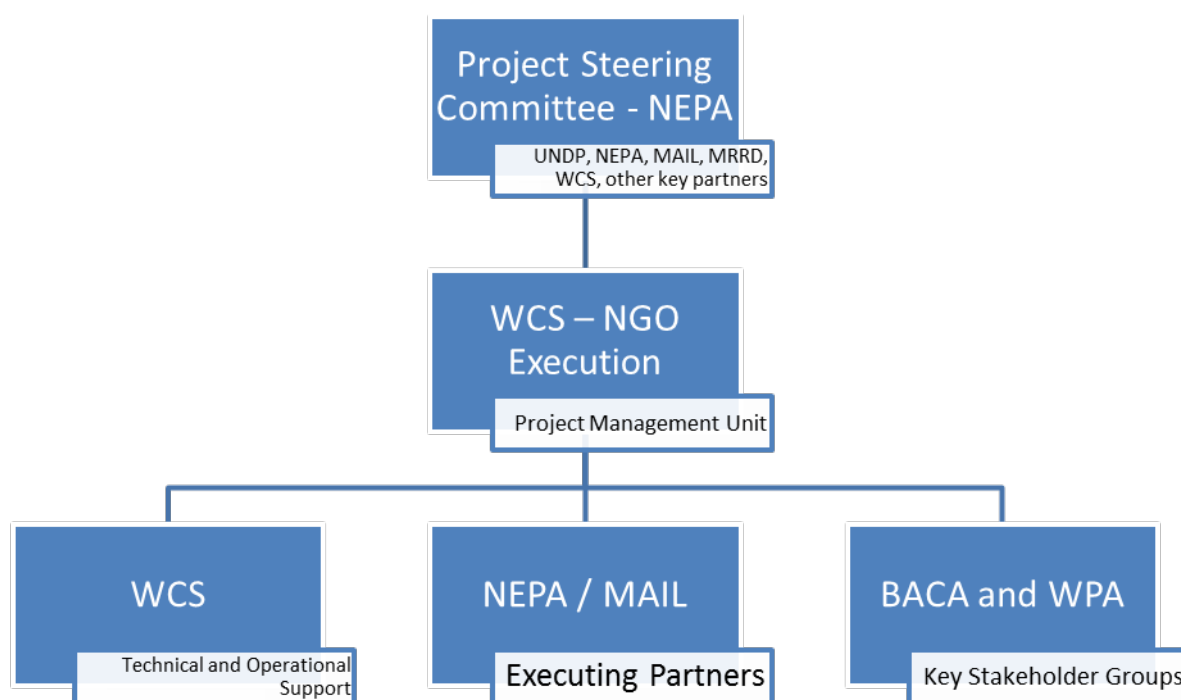 Project Steering
Committee - NEPA
UNDP, NEPA, MAIL, MRRD,
WCS, other key partners
WCS – NGO
Execution
Project Management Unit
WCS
Technical and Operational
Support
NEPA / MAIL
Executing Partners
BACA and WPA
Key Stakeholder Groups